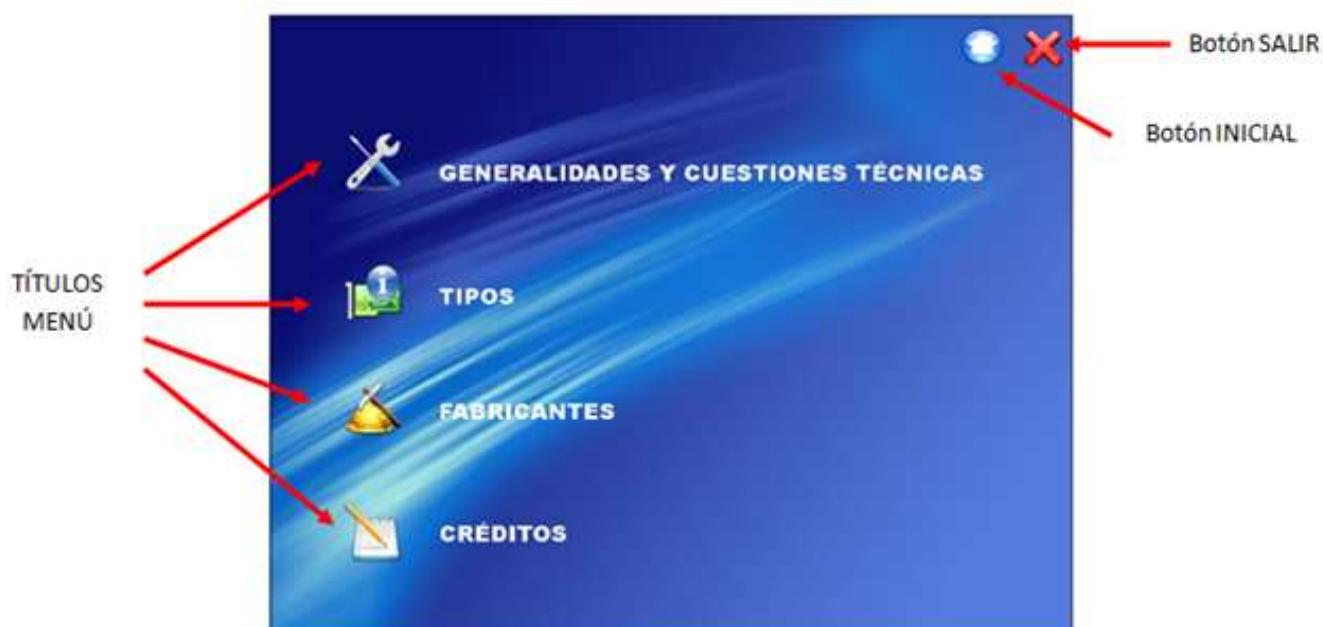 Botón SALIR
Botón INICIAL
GENERALIDADES Y CUESTIONES TÉCNICAS
TÍTULOS
MENÚ
TIPOS
FABRICANTES
CRÉDITOS